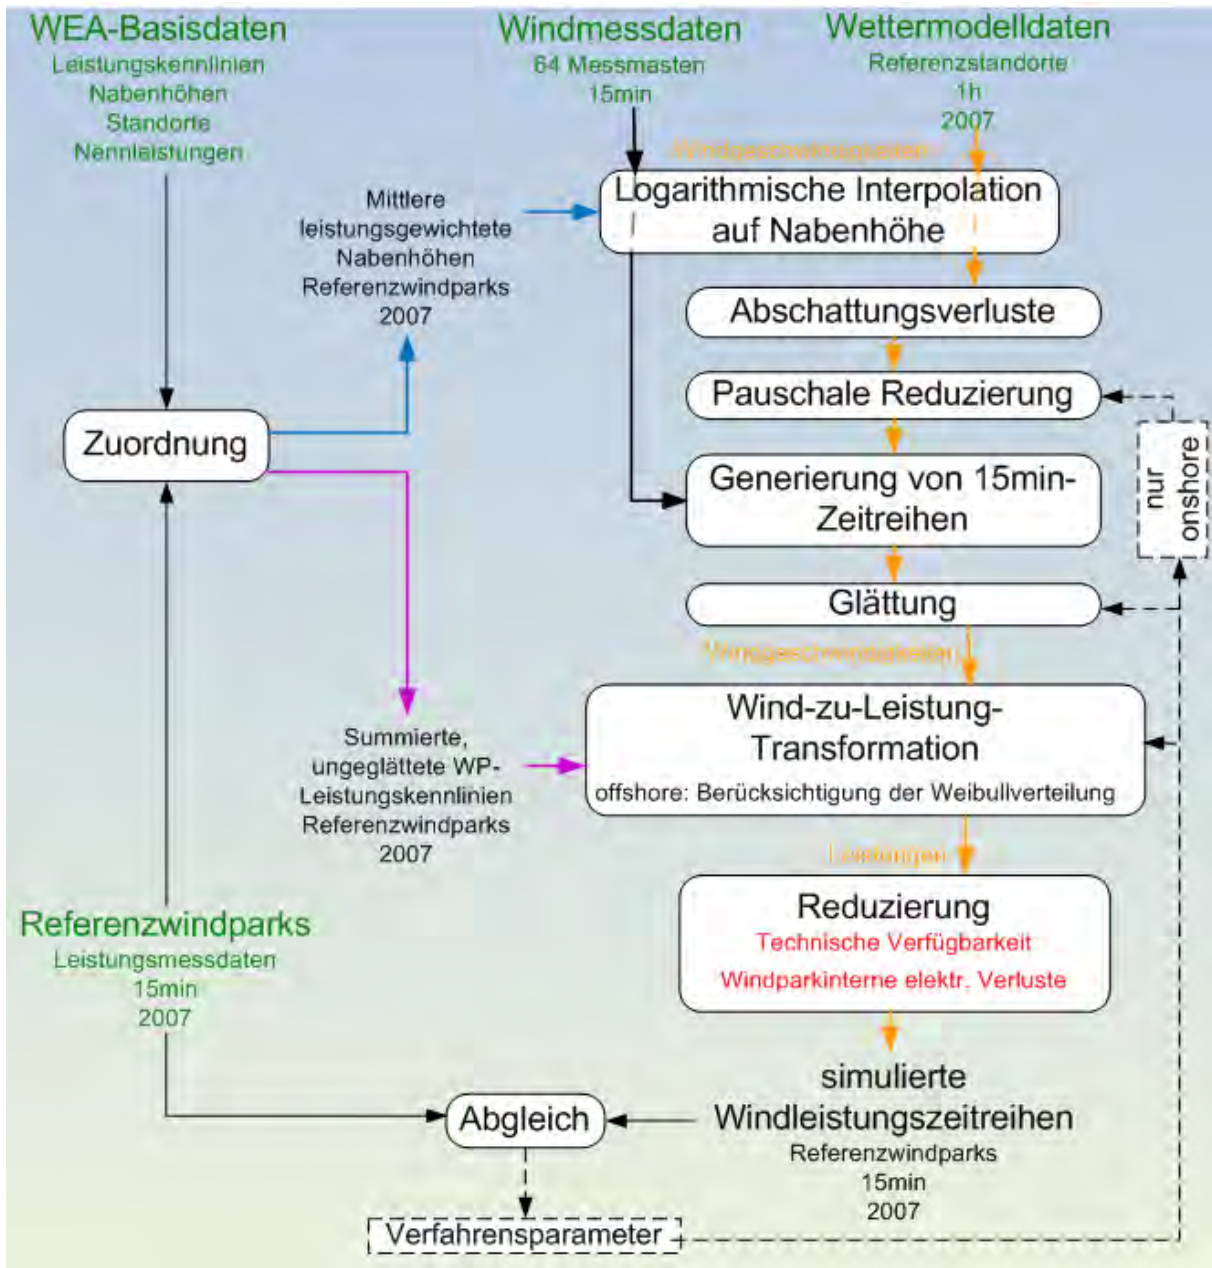 WEA-Basisdaten
Leistungskennlinien
Nabenhöhen
Standorte
Nennleistungen
Windmessdaten
64 Messmasten
15min
Wettermodelldaten
Referenzstandorte
1h
2007
Windgeschwindigkeiten
Logarithmische Interpolation
auf Nabenhöhe
Mittlere
leistungsgewichtete
Nabenhöhen
Referenzwindparks
2007
Abschattungsverluste
Pauschale Reduzierung
Zuordnung
Generierung von 15min-
Zeitreihen
nur
onshore
Glättung
Windgeschwindigkeiten
Wind-zu-Leistung-
Transformation
offshore: Berücksichtigung der Weibullverteilung
Summierte,
ungeglättete WP-
Leistungskennlinien
Referenzwindparks
2007
Leistungen
Reduzierung
Technische Verfügbarkeit
Windparkinterne elektr. Verluste
Referenzwindparks
Leistungsmessdaten
15min
2007
simulierte
Windleistungszeitreihen
Referenzwindparks
15min
2007
Abgleich
Verfahrensparameter